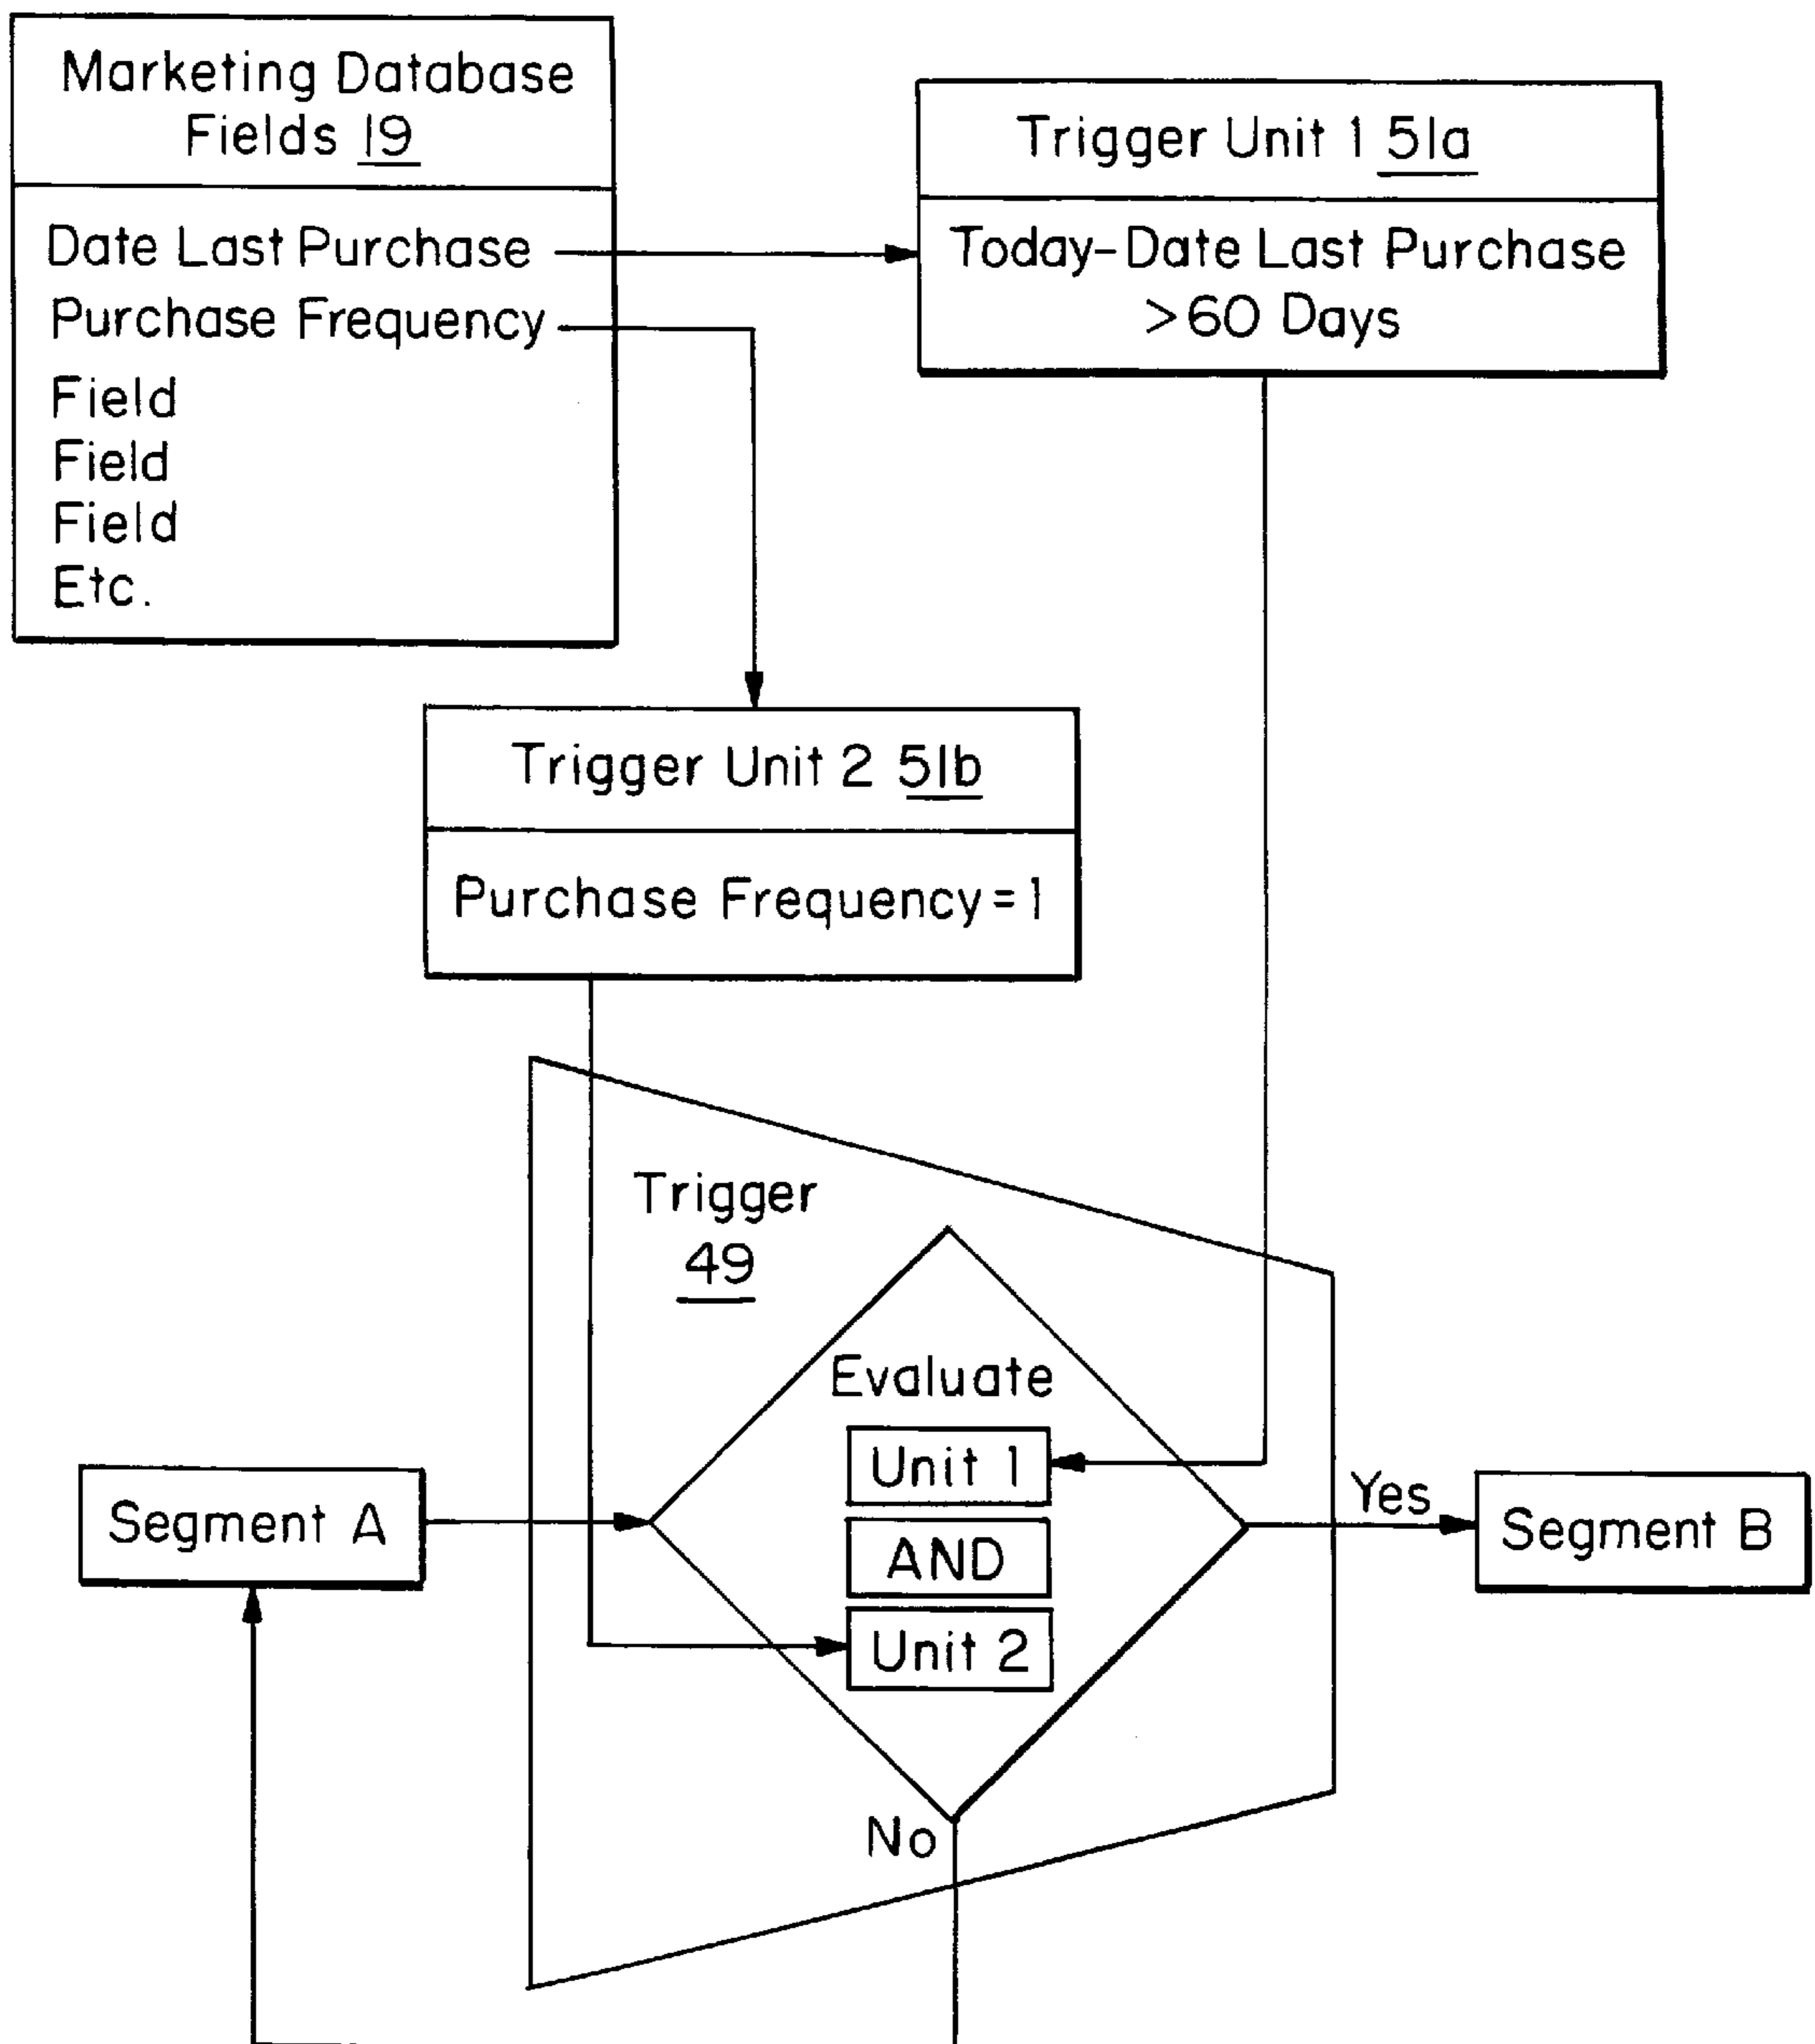 Marketing Database
Fields 19
Date Last Purchase
Purchase Frequency
Field
Field
Field
Etc.
Trigger Unit 1 51a
Today-Date Last Purchase
>60 Days
Trigger Unit 2 51b
Purchase Frequency=1
Trigger
49
Evaluate
Unit 1
AND
Unit 2
Segment A
Yes
Segment B
No